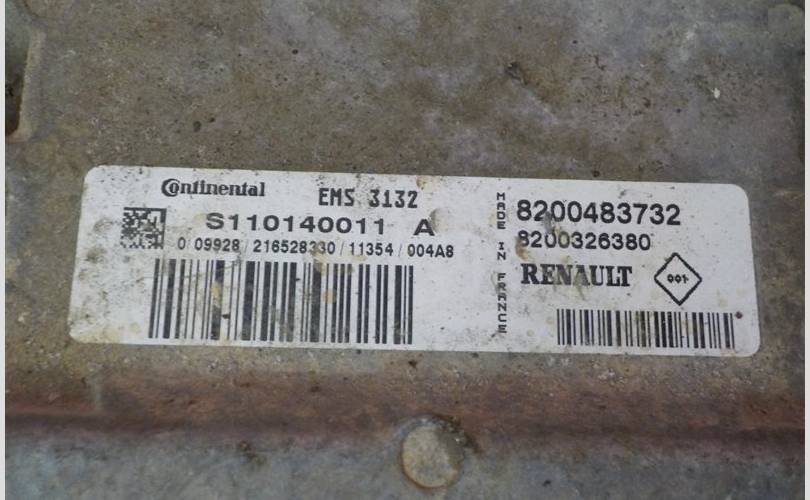 Continental EMS 3132
S110140011 A
0 09928 / 216528330 / 11354 / 004A8
MADE IN FRANCE
8200483732
8200326380
RENAULT 001